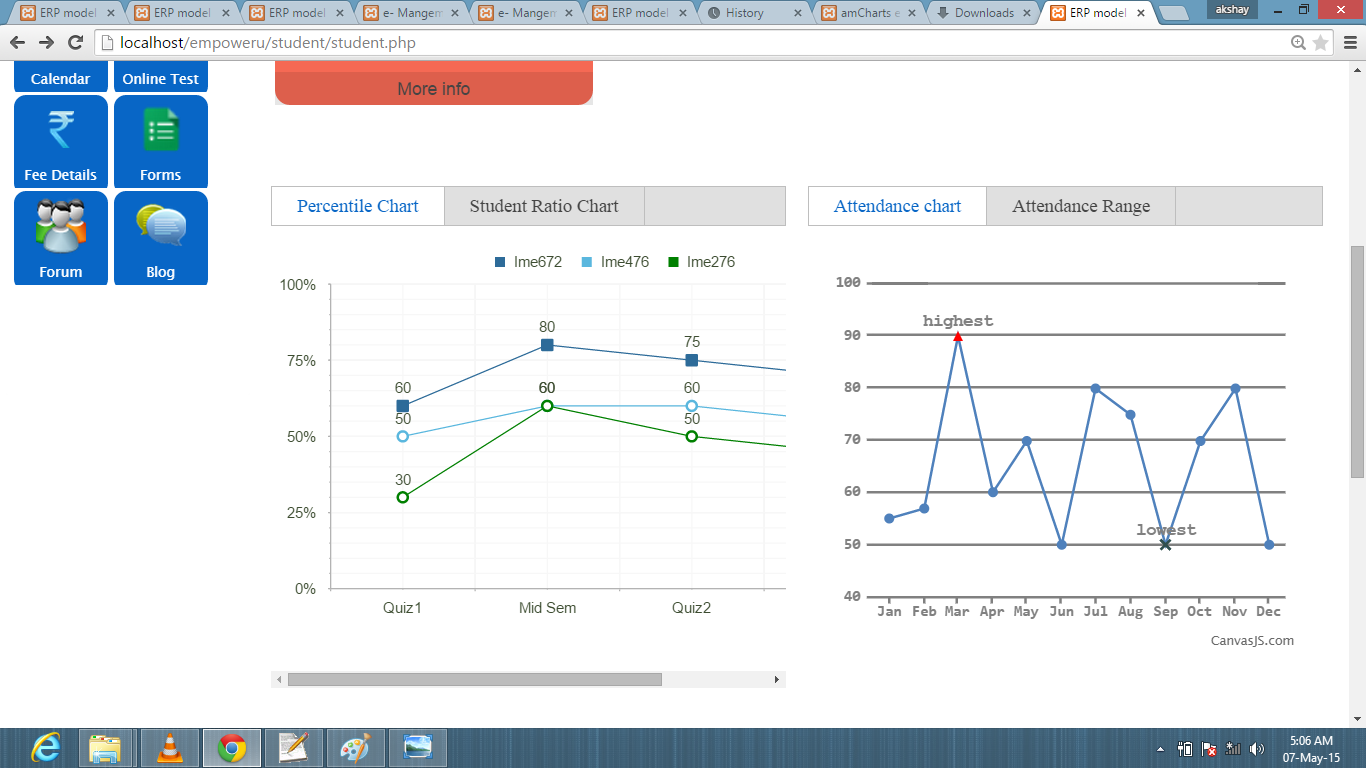 ERP model
ERP model
ERP model
e- Mangem
e- Mangem
ERP model
History
amCharts e
Downloads
ERP model
akshay
localhost/empoweru/student/student.php
Calendar
Online Test
More info
Fee Details
Forms
Forum
Blog
Percentile Chart
Student Ratio Chart
Attendance chart
Attendance Range
lme672
lme476
lme276
100%
75%
50%
25%
0%
60
50
30
80
60
75
60
50
Quiz1
Mid Sem
Quiz2
100
90
80
70
60
50
40
highest
lowest
Jan
Feb
Mar
Apr
May
Jun
Jul
Aug
Sep
Oct
Nov
Dec
CanvasJS.com
5:06 AM
07-May-15